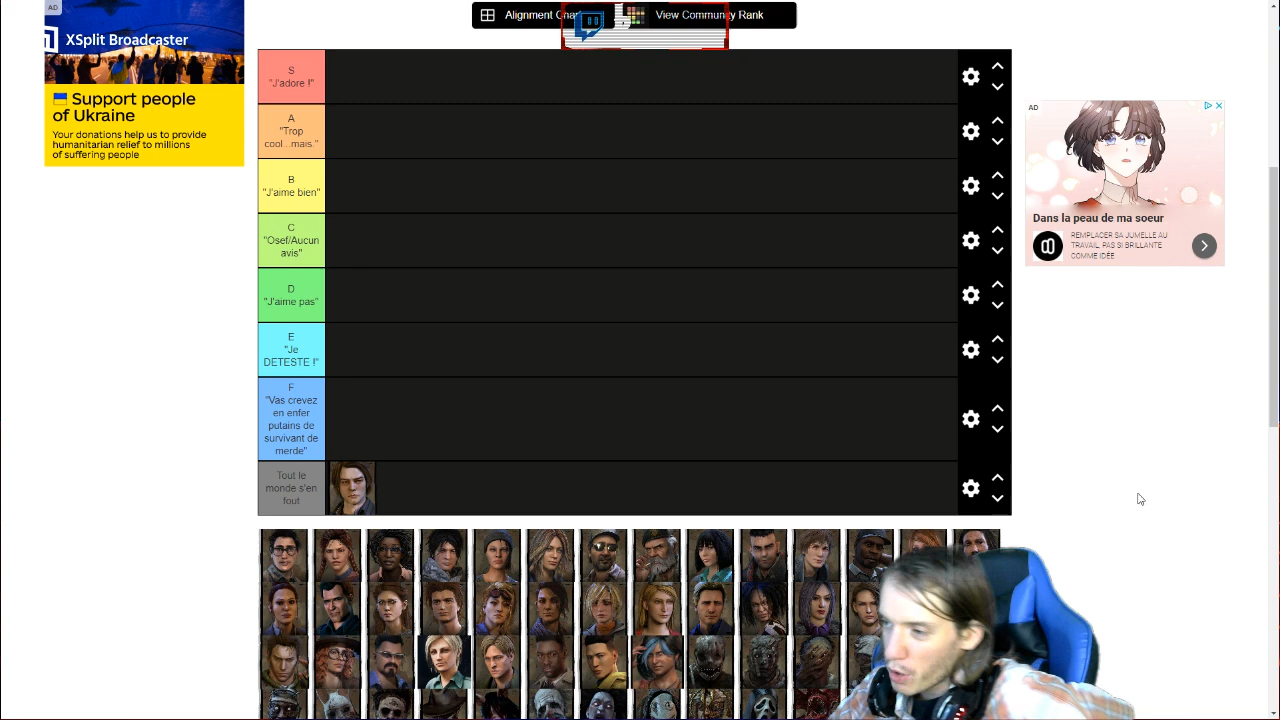 AD
XSplit Broadcaster
Support people
of Ukraine
Your donations help us to provide
humanitarian relief to millions
of suffering people
Alignment
View Community Rank
S
"J'adore !"
A
"Trop
cool...mais "
B
"J'aime bien"
C
"Osef/Aucun
avis"
D
"J'aime pas"
E
"Je
DETESTE !"
F
"Vas crevez
en enfer
putains de
survivant de
merde"
Tout le
monde s'en
fout
AD
Dans la peau de ma soeur
REMPLACER SA JUMELLE AU
TRAVAIL, PAS SI BRILLANTE
COMME IDÉE